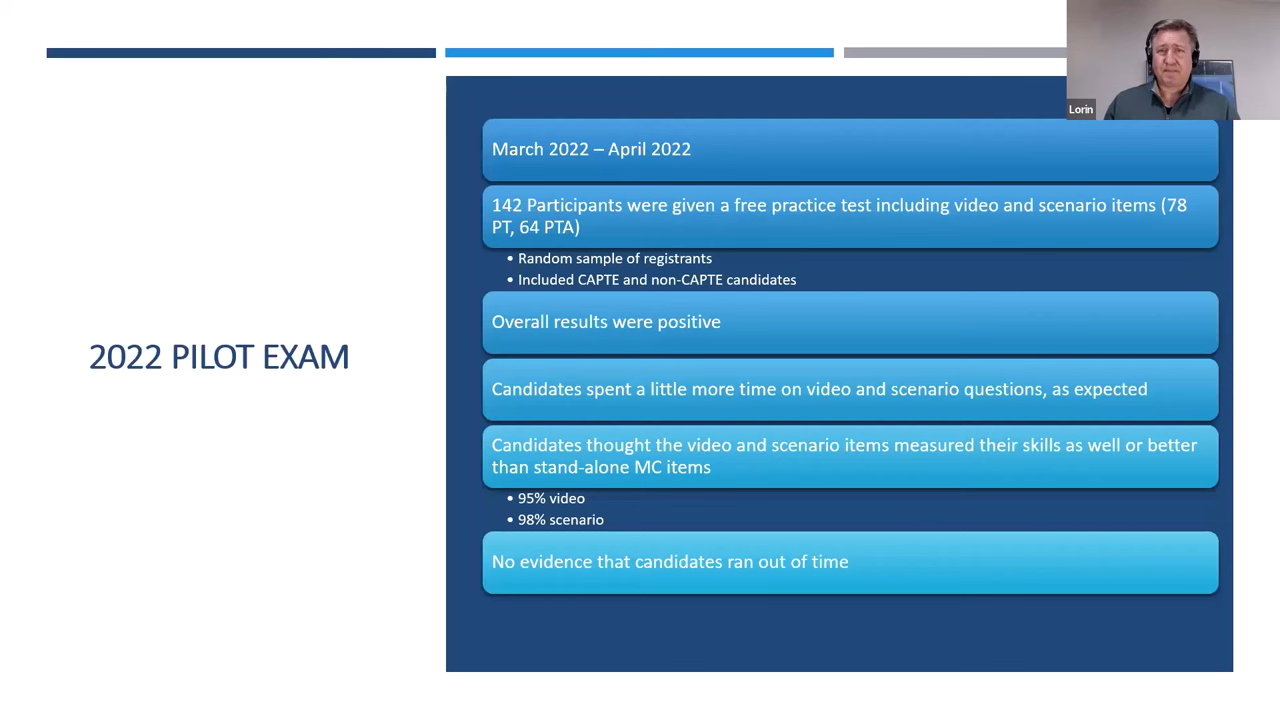 Lorin
2022 PILOT EXAM
March 2022 – April 2022
142 Participants were given a free practice test including video and scenario items (78
PT, 64 PTA)
• Random sample of registrants
• Included CAPTE and non-CAPTE candidates
Overall results were positive
Candidates spent a little more time on video and scenario questions, as expected
Candidates thought the video and scenario items measured their skills as well or better
than stand-alone MC items
• 95% video
• 98% scenario
No evidence that candidates ran out of time